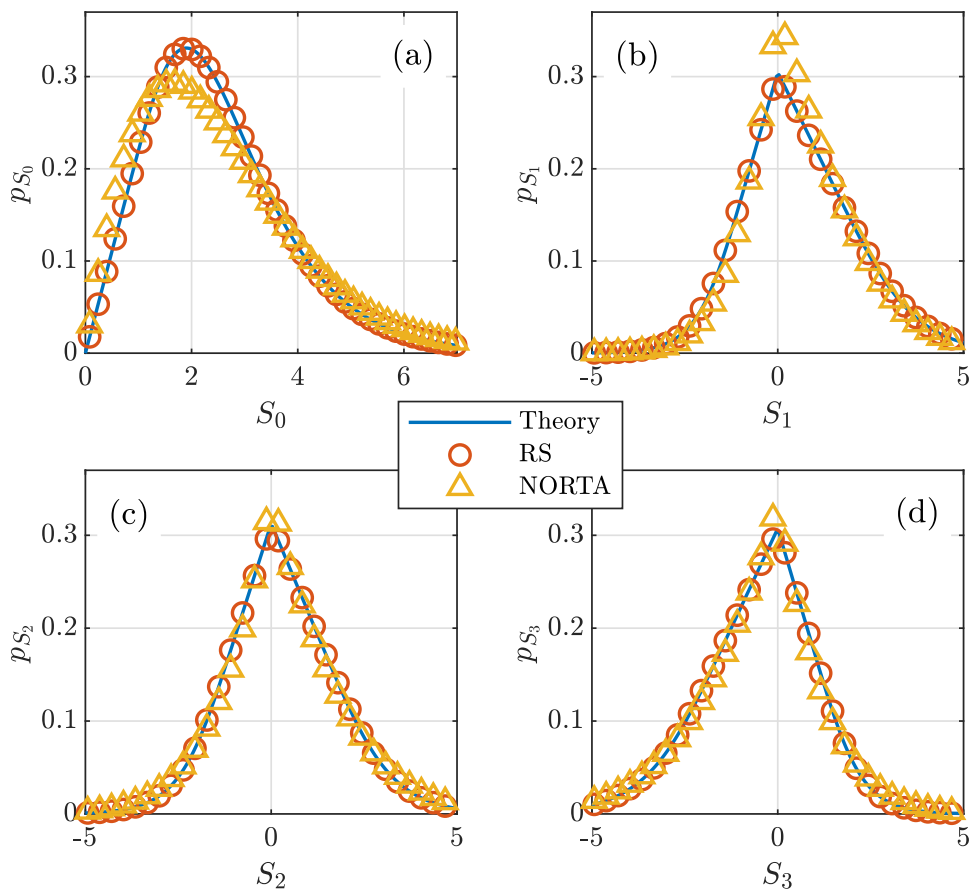 (a)
p_{S_0}
0.3
0.2
0.1
0
0 2 4 6
S_0
(b)
p_{S_1}
0.3
0.2
0.1
0
-5 0 5
S_1
Theory
RS
NORTA
(c)
p_{S_2}
0.3
0.2
0.1
0
-5 0 5
S_2
(d)
p_{S_3}
0.3
0.2
0.1
0
-5 0 5
S_3